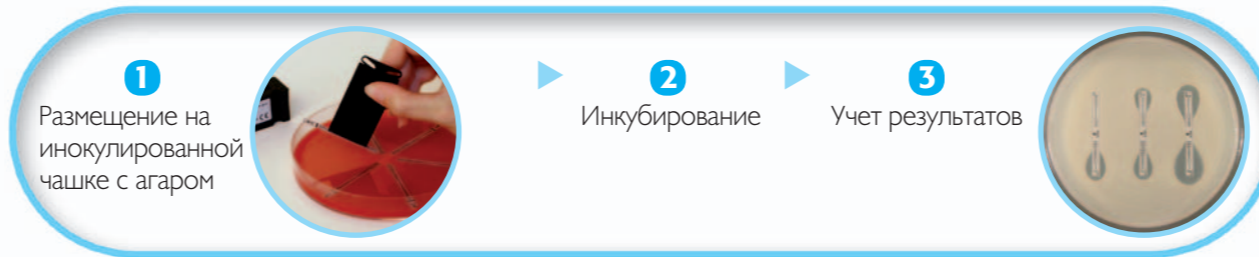 1
Размещение на
инокулированной
чашке с агаром
2
Инкубирование
3
Учет результатов